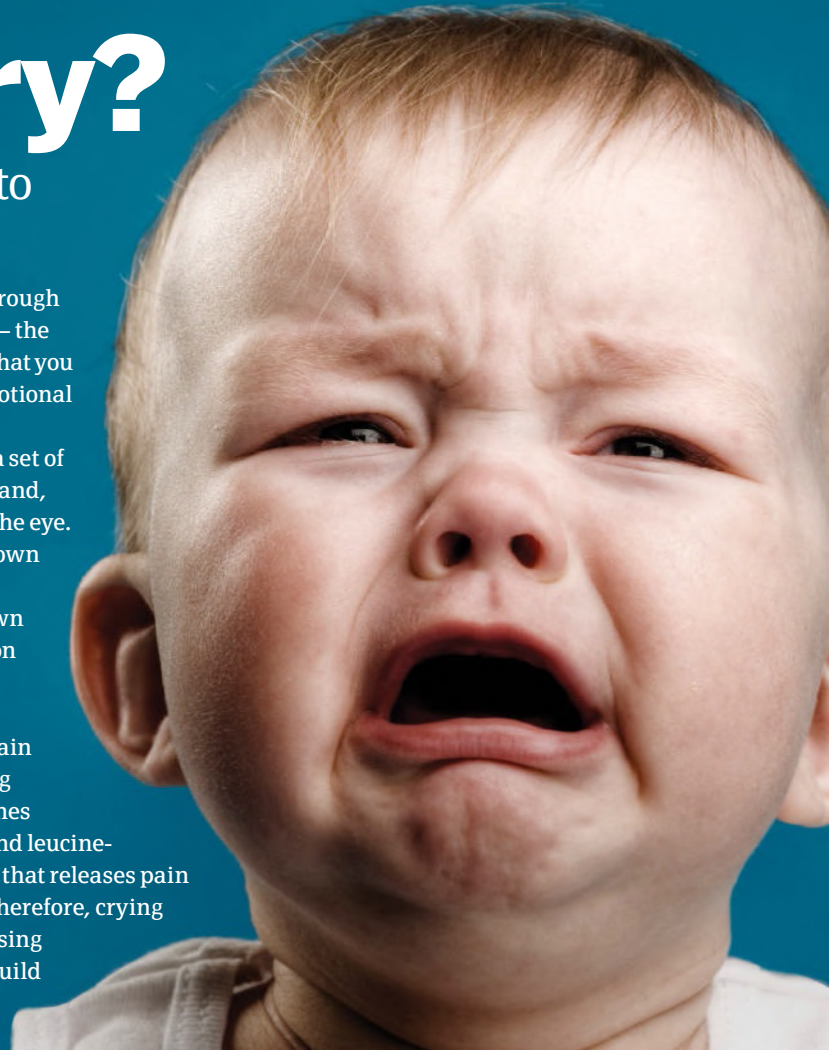 ry?
to
rough
– the
hat you
otional
set of
and,
he eye.
own
wn
on
ain
g
nes
nd leucine-
that releases pain
herefore, crying
sing
uild